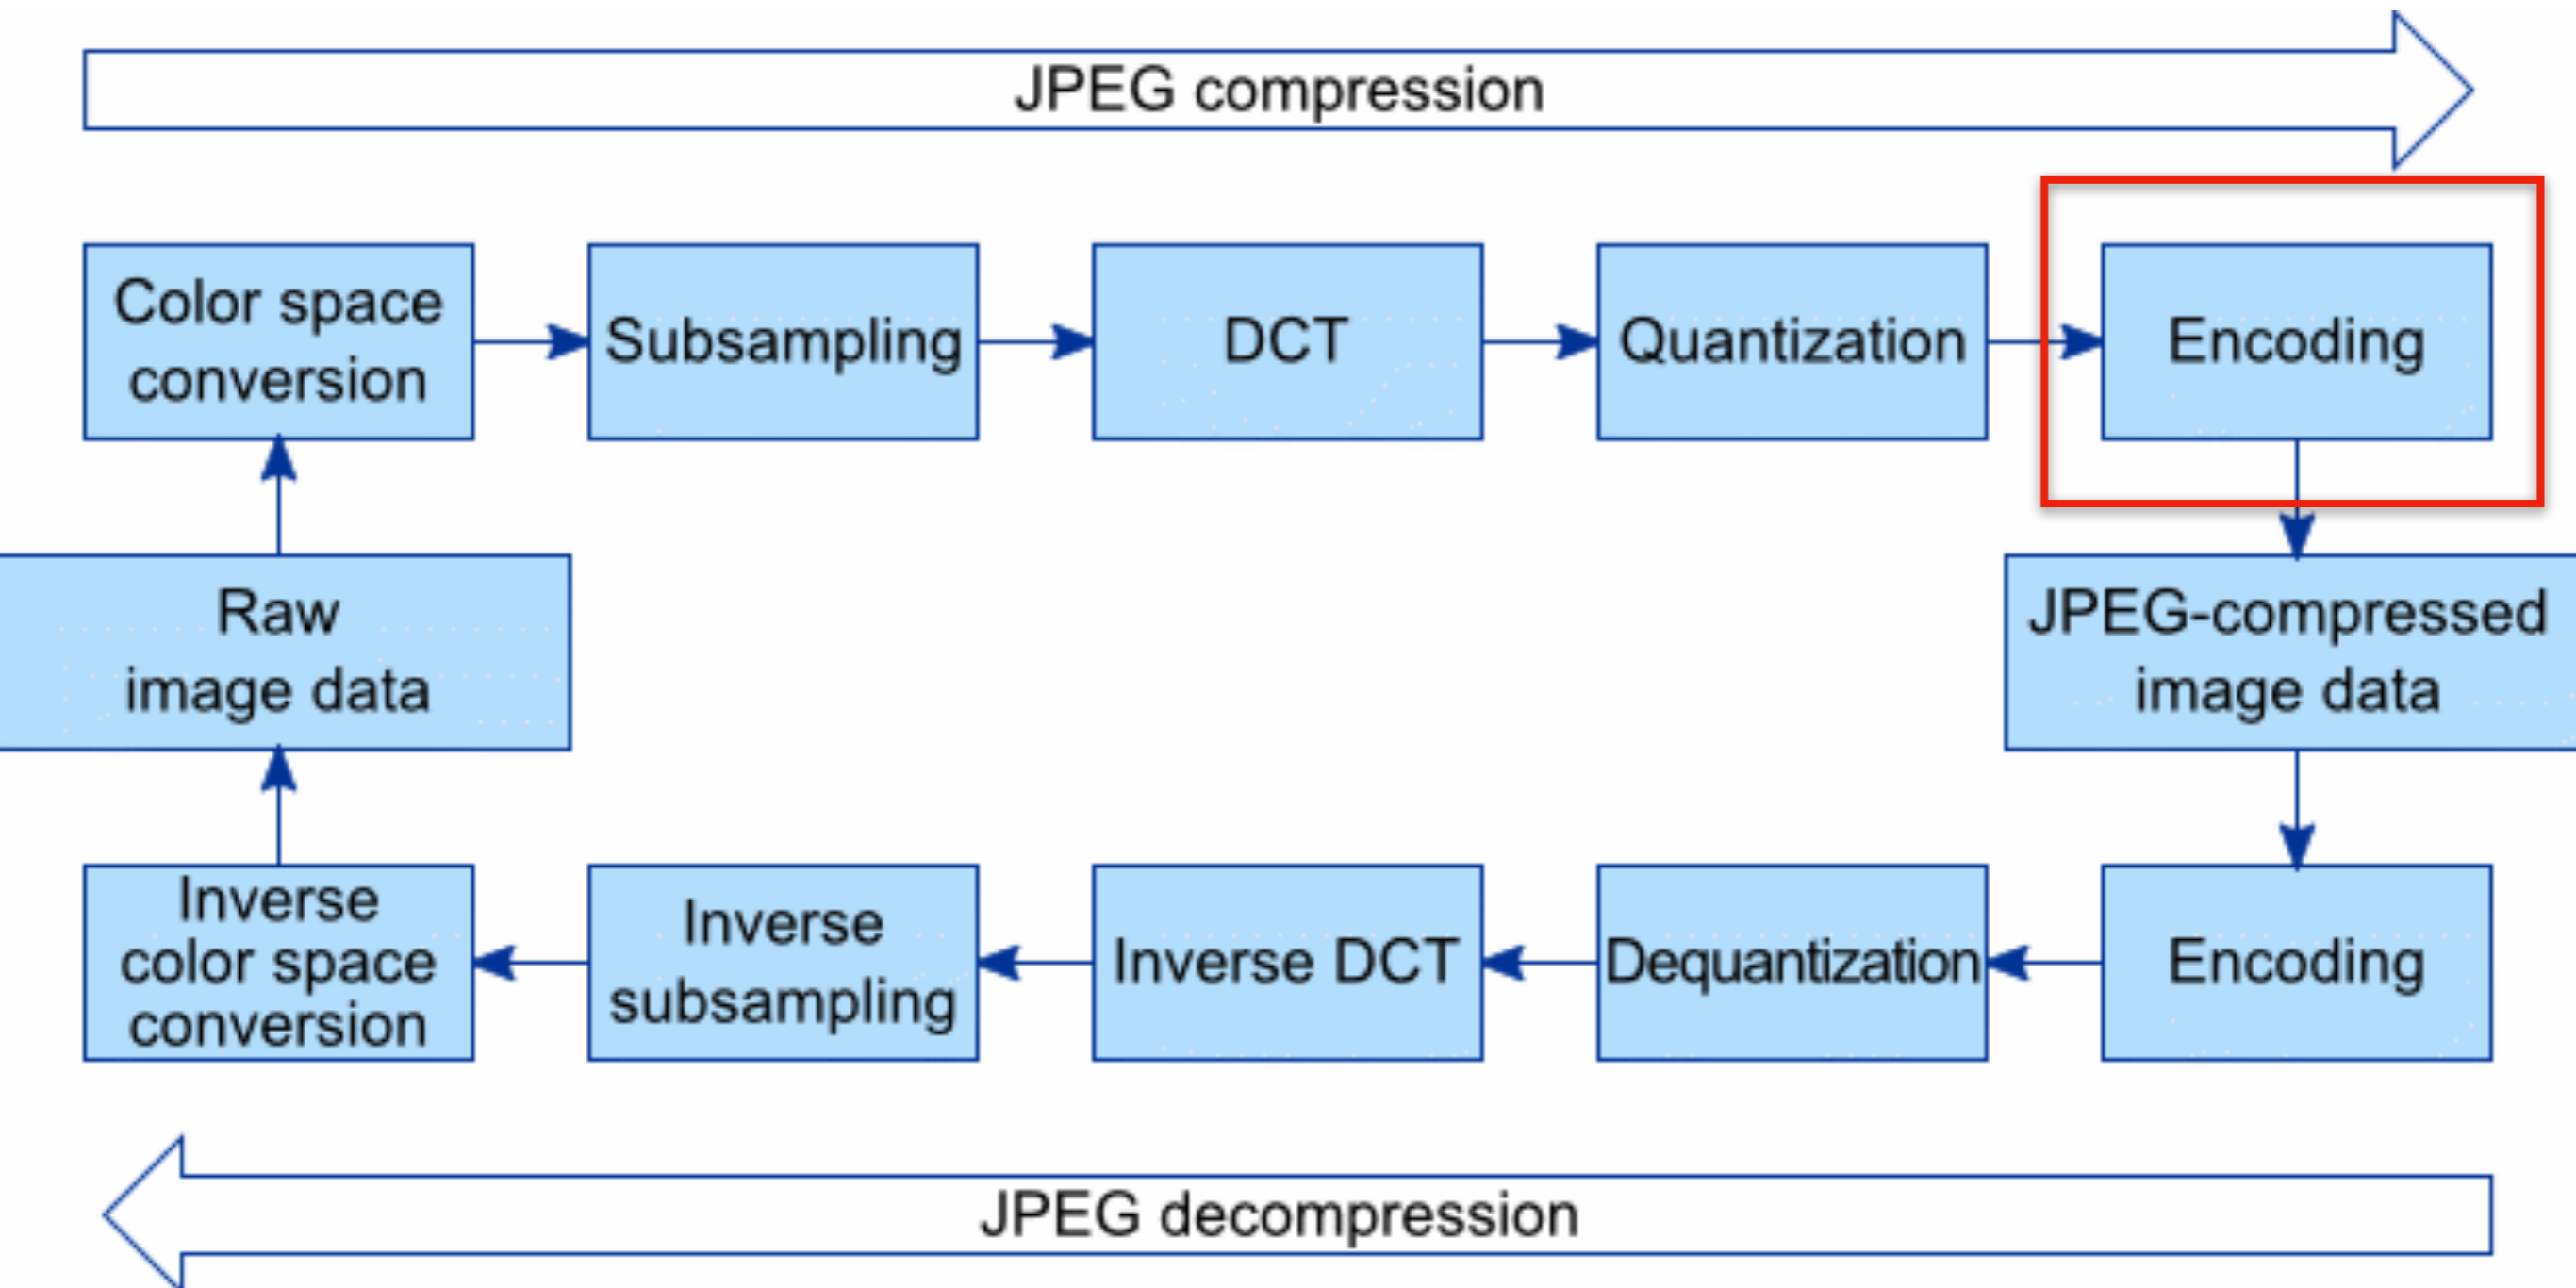 JPEG compression
Color space
conversion
Subsampling
DCT
Quantization
Encoding
Raw
image data
JPEG-compressed
image data
Inverse
color space
conversion
Inverse
subsampling
Inverse DCT
Dequantization
Encoding
JPEG decompression